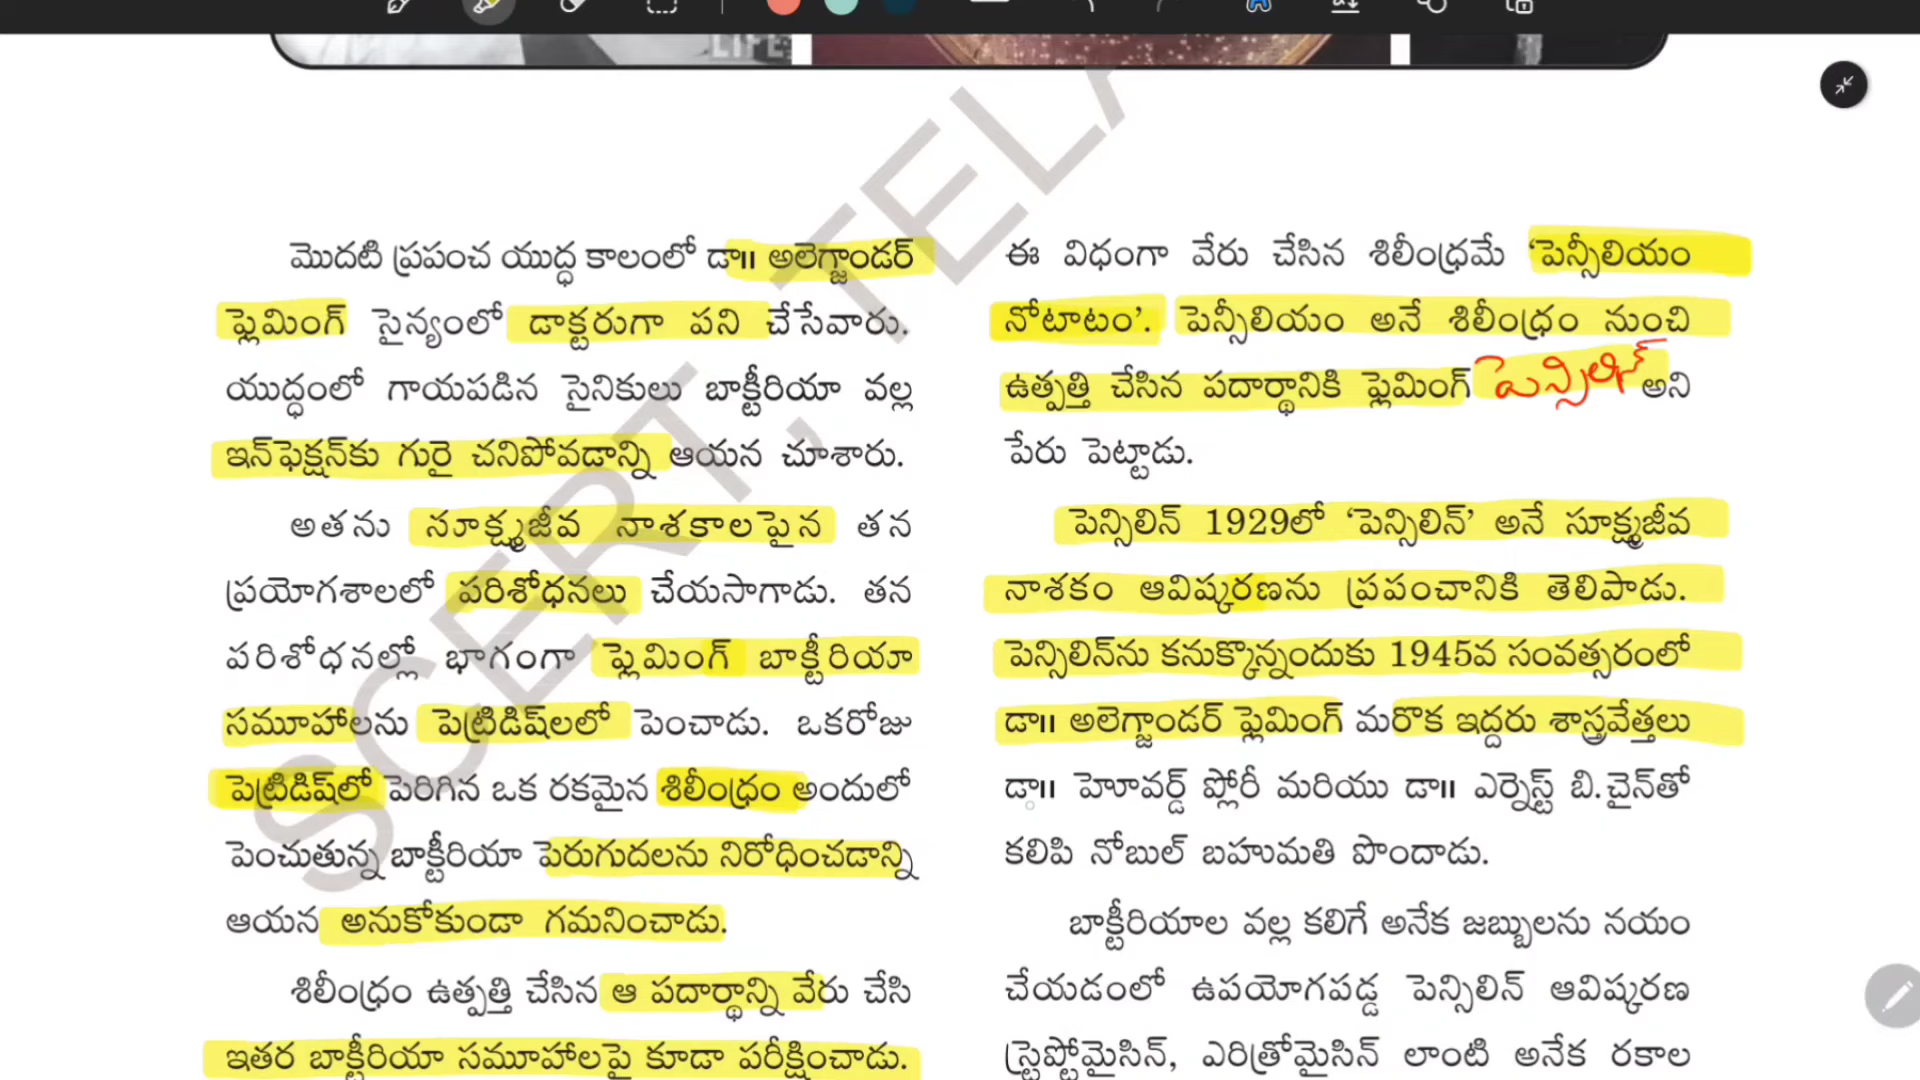 LIFE
SCERT, TELA
మొదటి ప్రపంచ యుద్ధ కాలంలో డా॥ అలెగ్జాండర్
ఫ్లెమింగ్ సైన్యంలో డాక్టరుగా పని చేసేవారు.
యుద్ధంలో గాయపడిన సైనికులు బాక్టీరియా వల్ల
ఇన్‌ఫెక్షన్‌కు గురై చనిపోవడాన్ని ఆయన చూశారు.
అతను సూక్ష్మజీవ నాశకాలపైన తన
ప్రయోగశాలలో పరిశోధనలు చేయసాగాడు. తన
పరిశోధనల్లో భాగంగా ఫ్లెమింగ్ బాక్టీరియా
సమూహాలను పెట్రిడిష్‌లలో పెంచాడు. ఒకరోజు
పెట్రిడిష్‌లో పెరిగిన ఒక రకమైన శిలీంధ్రం అందులో
పెంచుతున్న బాక్టీరియా పెరుగుదలను నిరోధించడాన్ని
ఆయన అనుకోకుండా గమనించాడు.
శిలీంధ్రం ఉత్పత్తి చేసిన ఆ పదార్థాన్ని వేరు చేసి
ఇతర బాక్టీరియా సమూహాలపై కూడా పరీక్షించాడు.
ఈ విధంగా వేరు చేసిన శిలీంధ్రమే ‘పెన్సీలియం
నోటాటం’. పెన్సీలియం అనే శిలీంధ్రం నుంచి
ఉత్పత్తి చేసిన పదార్థానికి ఫ్లెమింగ్ పెన్సిలిన్ అని
పేరు పెట్టాడు.
పెన్సిలిన్ 1929లో ‘పెన్సిలిన్’ అనే సూక్ష్మజీవ
నాశకం ఆవిష్కరణను ప్రపంచానికి తెలిపాడు.
పెన్సిలిన్‌ను కనుక్కొన్నందుకు 1945వ సంవత్సరంలో
డా॥ అలెగ్జాండర్ ఫ్లెమింగ్ మరొక ఇద్దరు శాస్త్రవేత్తలు
డా॥ హెూవర్డ్ ఫ్లోరీ మరియు డా॥ ఎర్నెస్ట్ బి.చైన్‌తో
కలిపి నోబుల్ బహుమతి పొందాడు.
బాక్టీరియాల వల్ల కలిగే అనేక జబ్బులను నయం
చేయడంలో ఉపయోగపడ్డ పెన్సిలిన్ ఆవిష్కరణ
స్ట్రెప్టోమైసిన్, ఎరిత్రోమైసిన్ లాంటి అనేక రకాల